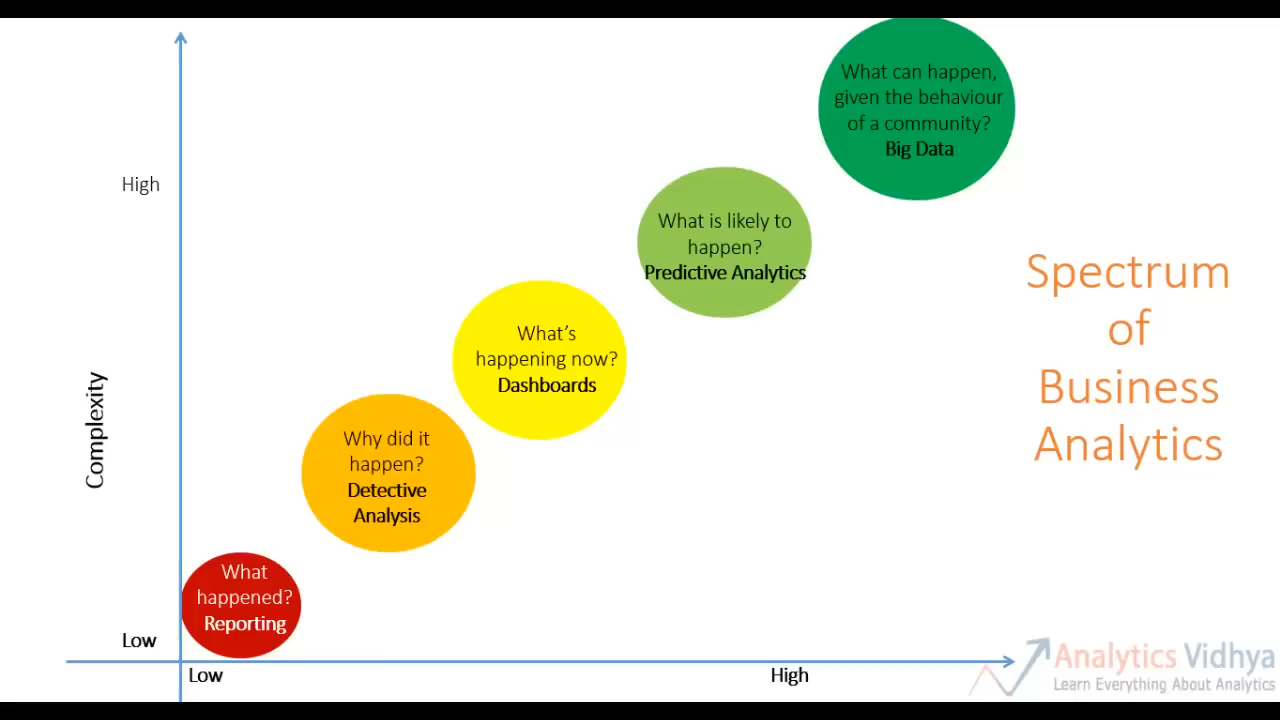 What can happen,
given the behaviour
of a community?
Big Data
High
What is likely to
happen?
Predictive Analytics
Spectrum
of
Business
Analytics
What’s
happening now?
Dashboards
Complexity
Why did it
happen?
Detective
Analysis
What
happened?
Reporting
Low
Low
High
Analytics Vidhya
Learn Everything About Analytics